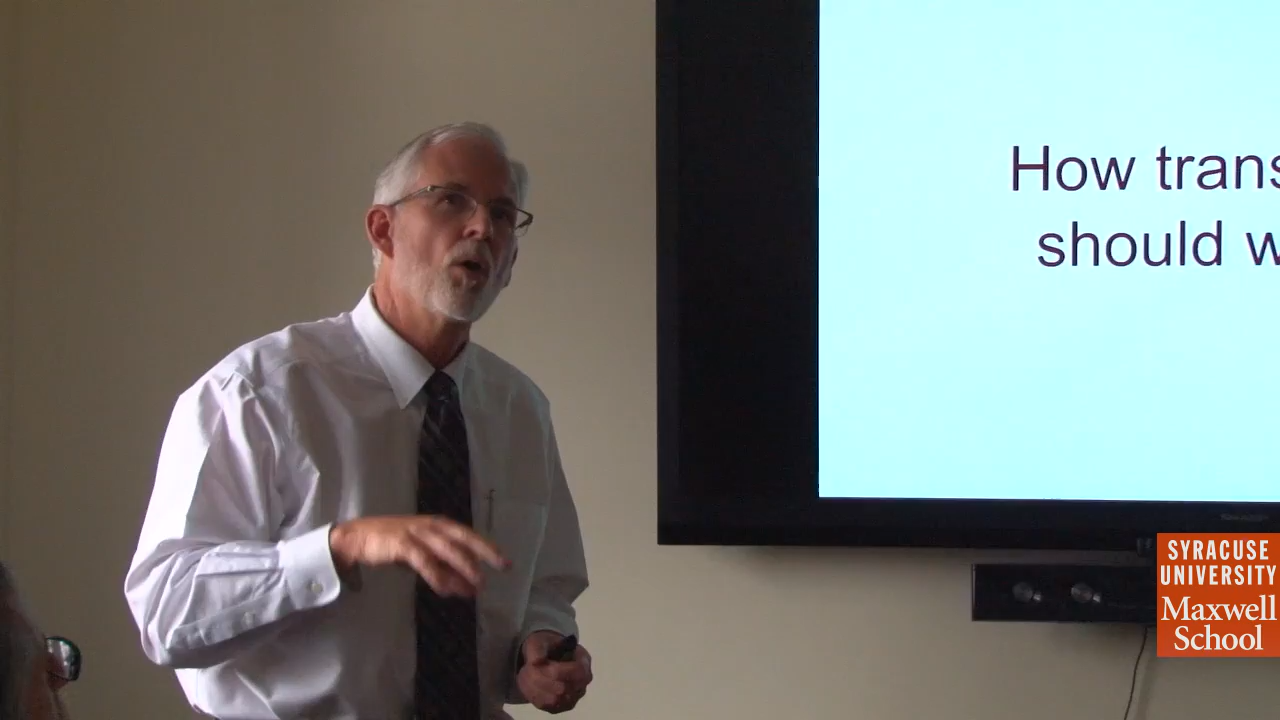 How trans
should w
SYRACUSE
UNIVERSITY
Maxwell
School